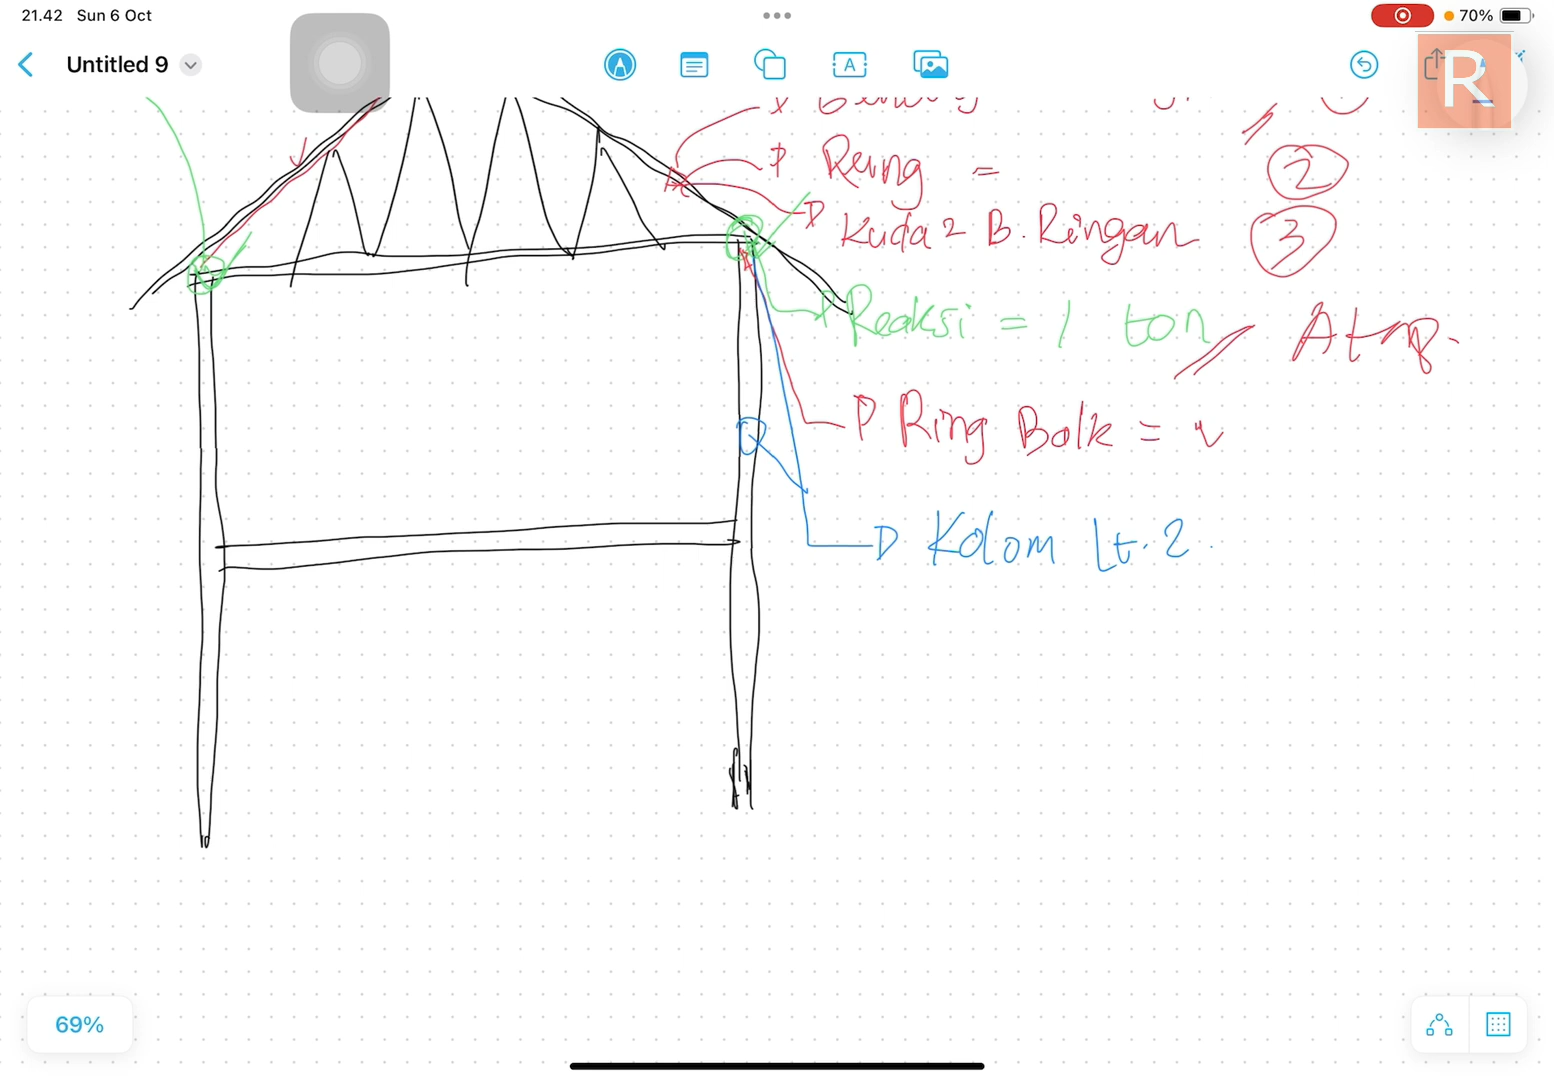 21.42 Sun 6 Oct
70%
Untitled 9
A
R
Reng =
2
Kuda2 B. Ringan
3
Reaksi = 1 ton
Atap.
Ring Balk =
Kolom Lt. 2.
69%